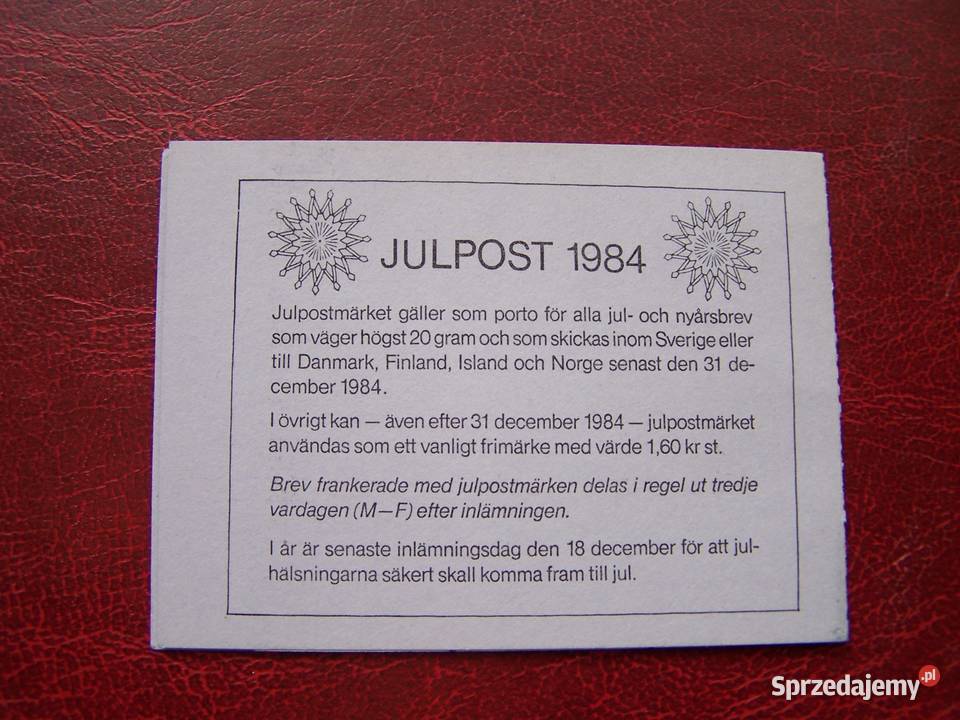 JULPOST 1984
Julpostmärket gäller som porto för alla jul- och nyårsbrev
som väger högst 20 gram och som skickas inom Sverige eller
till Danmark, Finland, Island och Norge senast den 31 de-
cember 1984.
I övrigt kan — även efter 31 december 1984 — julpostmärket
användas som ett vanligt frimärke med värde 1,60 kr st.
Brev frankerade med julpostmärken delas i regel ut tredje
vardagen (M—F) efter inlämningen.
I år är senaste inlämningsdag den 18 december för att jul-
hälsningarna säkert skall komma fram till jul.
Sprzedajemy.pl